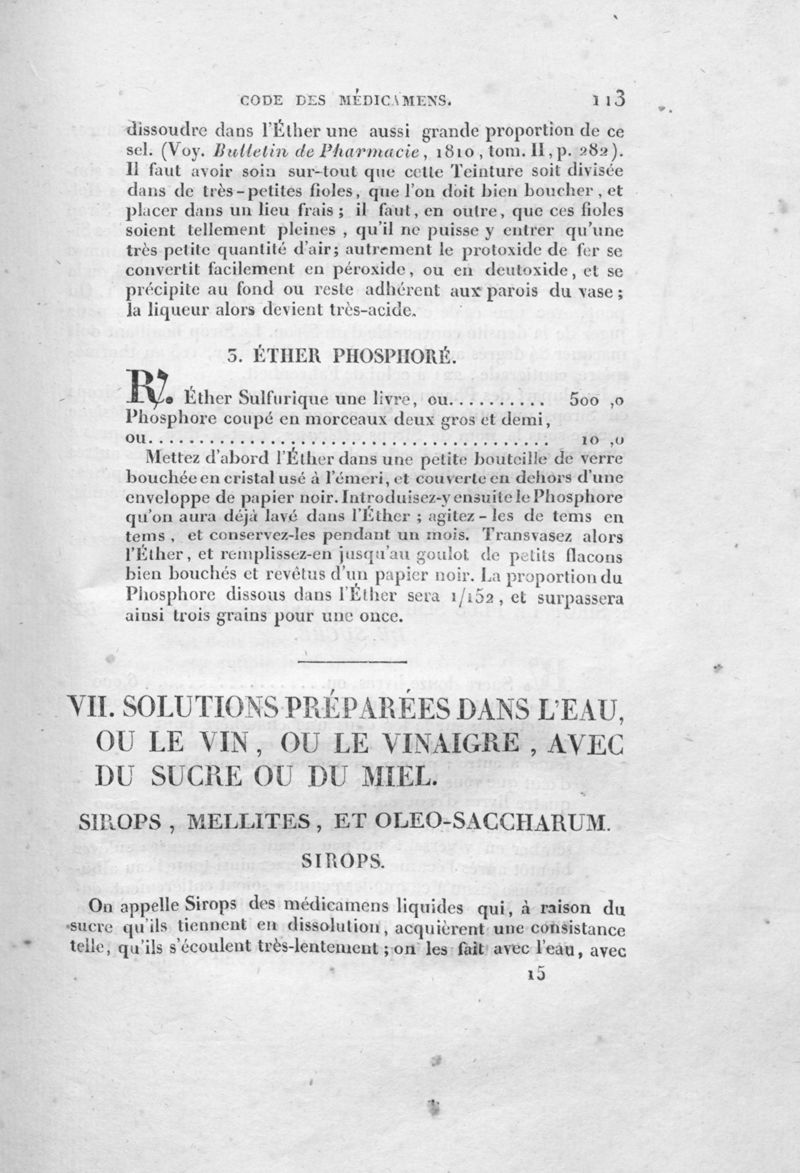 CODE DES MÉDICAMENS. 113
dissoudre dans l'Éther une aussi grande proportion de ce
sel. (Voy. Bulletin de Pharmacie, 1810, tom. II, p. 282).
Il faut avoir soin sur-tout que cette Teinture soit divisée
dans de très-petites fioles, que l'on doit bien boucher, et
placer dans un lieu frais; il faut, en outre, que ces fioles
soient tellement pleines, qu'il ne puisse y entrer qu'une
très petite quantité d'air; autrement le protoxide de fer se
convertit facilement en péroxide, ou en deutoxide, et se
précipite au fond ou reste adhérent aux parois du vase;
la liqueur alors devient très-acide.
3. ÉTHER PHOSPHORÉ.
℞. Éther Sulfurique une livre, ou.......... 500 ,0
Phosphore coupé en morceaux deux gros et demi,
ou....................................... 10 ,0
Mettez d'abord l'Éther dans une petite bouteille de verre
bouchée en cristal usé à l'émeri, et couverte en dehors d'une
enveloppe de papier noir. Introduisez-y ensuite le Phosphore
qu'on aura déjà lavé dans l'Éther; agitez-les de tems en
tems, et conservez-les pendant un mois. Transvasez alors
l'Éther, et remplissez-en jusqu'au goulot de petits flacons
bien bouchés et revêtus d'un papier noir. La proportion du
Phosphore dissous dans l'Éther sera 1/152, et surpassera
ainsi trois grains pour une once.
VII. SOLUTIONS PRÉPARÉES DANS L'EAU,
OU LE VIN, OU LE VINAIGRE, AVEC
DU SUCRE OU DU MIEL.
SIROPS, MELLITES, ET OLEO-SACCHARUM.
SIROPS.
On appelle Sirops des médicamens liquides qui, à raison du
sucre qu'ils tiennent en dissolution, acquièrent une consistance
telle, qu'ils s'écoulent très-lentement; on les fait avec l'eau, avec
15